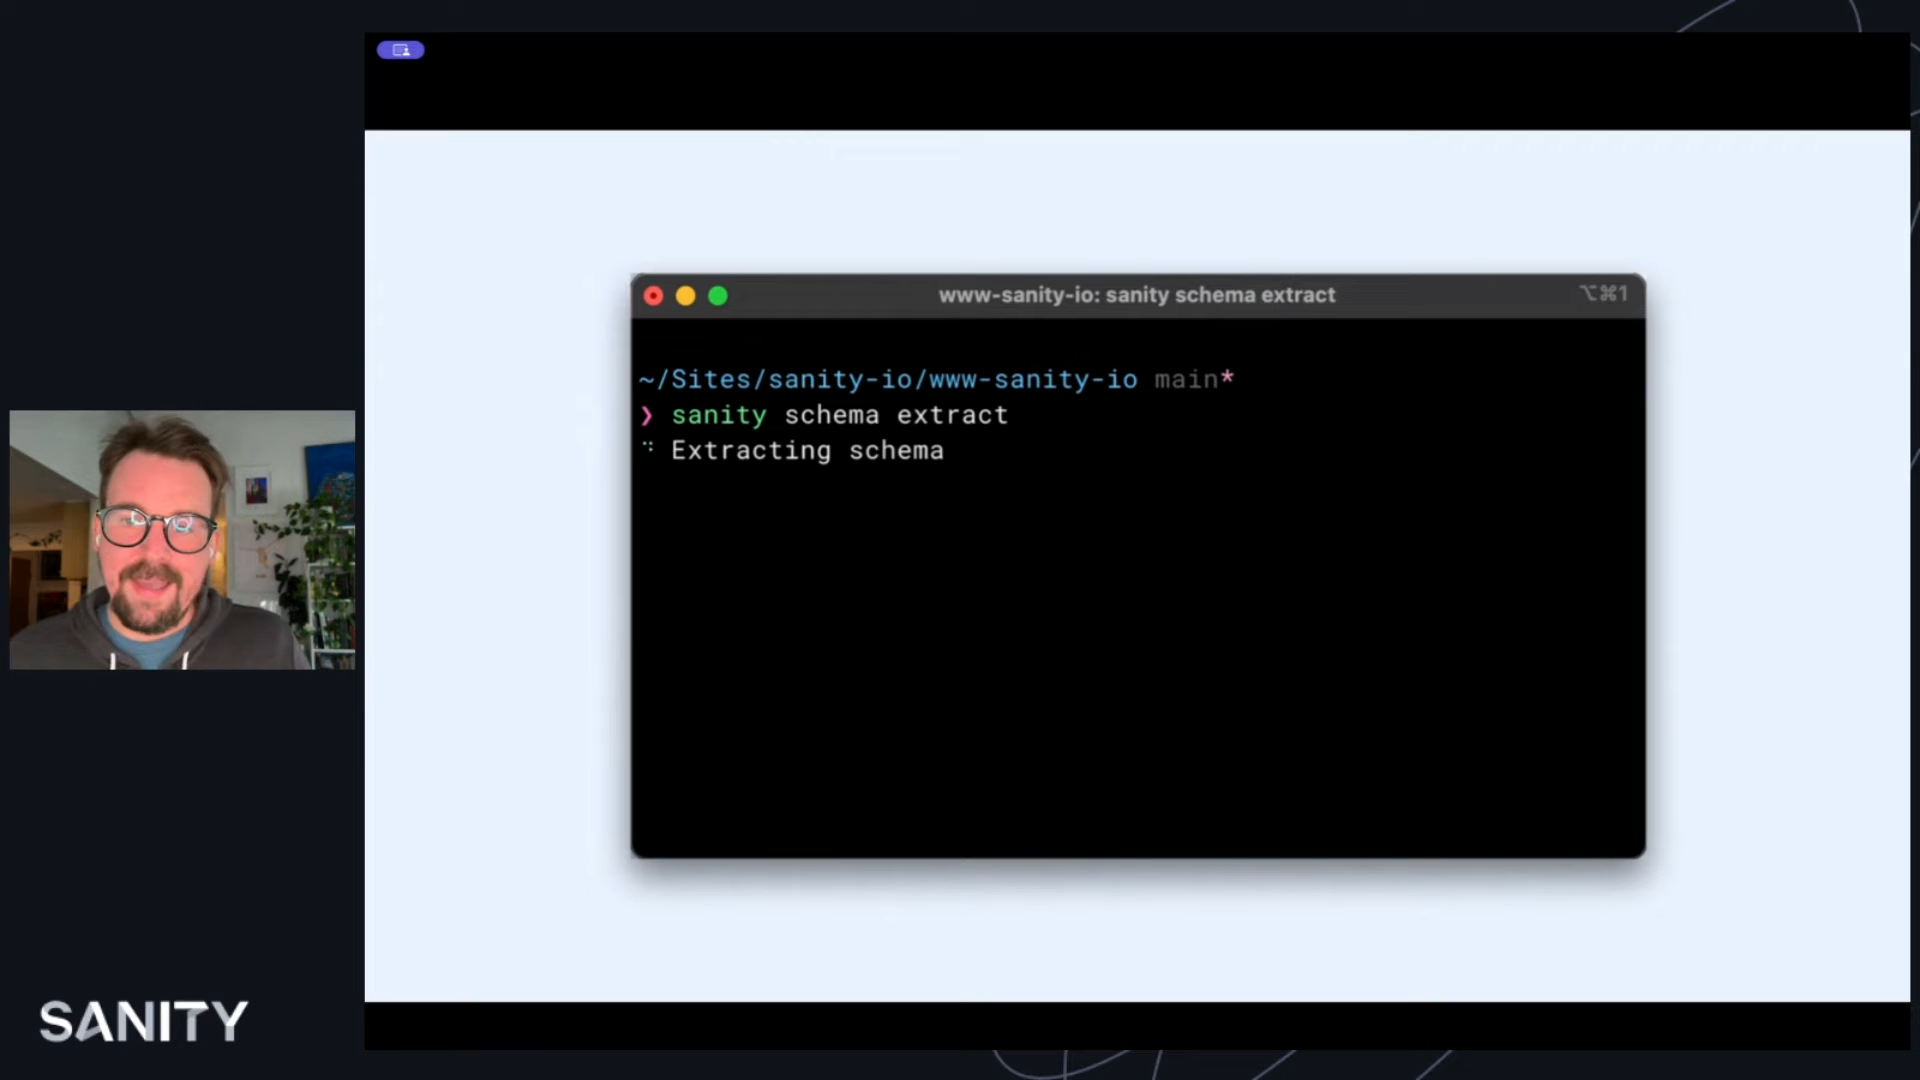 www-sanity-io: sanity schema extract
⌥⌘1
~/Sites/sanity-io/www-sanity-io main*
❯ sanity schema extract
Extracting schema
SANITY